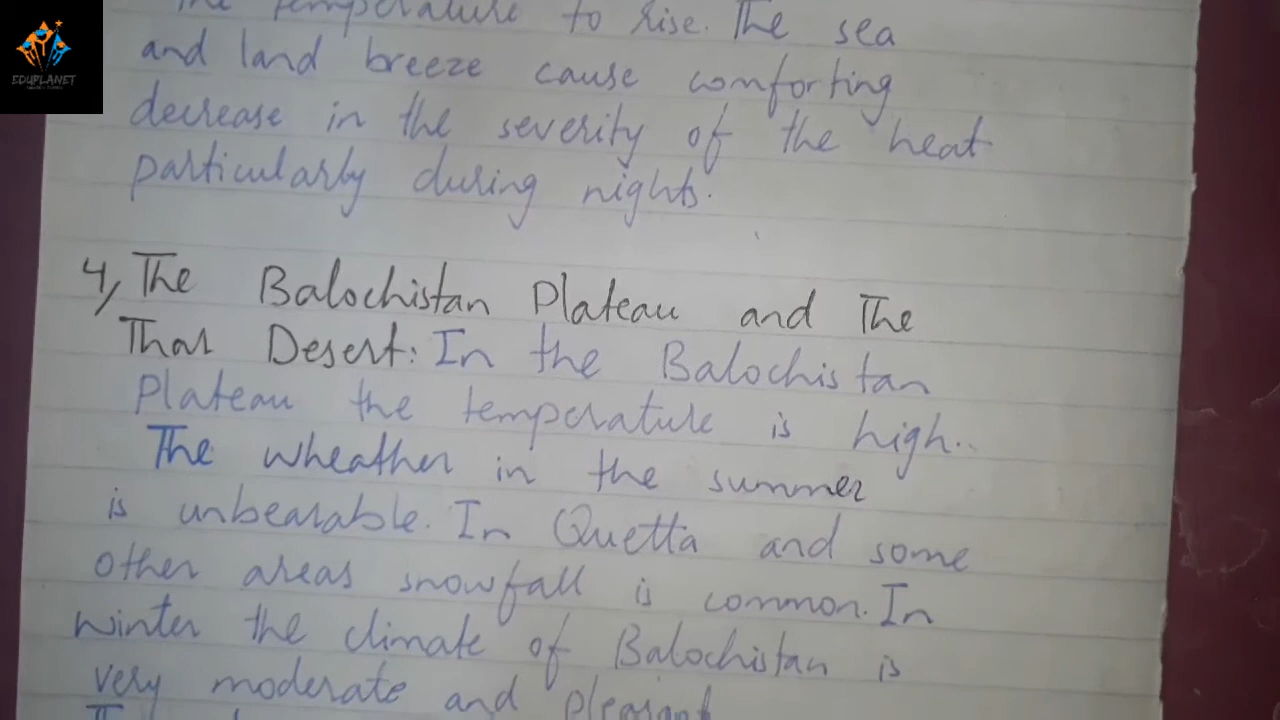 EDUPLANET
the temperature to rise. The sea
and land breeze cause comforting
decrease in the severity of the heat
particularly during nights.
4, The Balochistan Plateau and The
Thar Desert: In the Balochistan
Plateau the temperature is high..
The wheather in the summer
is unbearable. In Quetta and some
other areas snowfall is common. In
winter the climate of Balochistan is
very moderate and pleasant